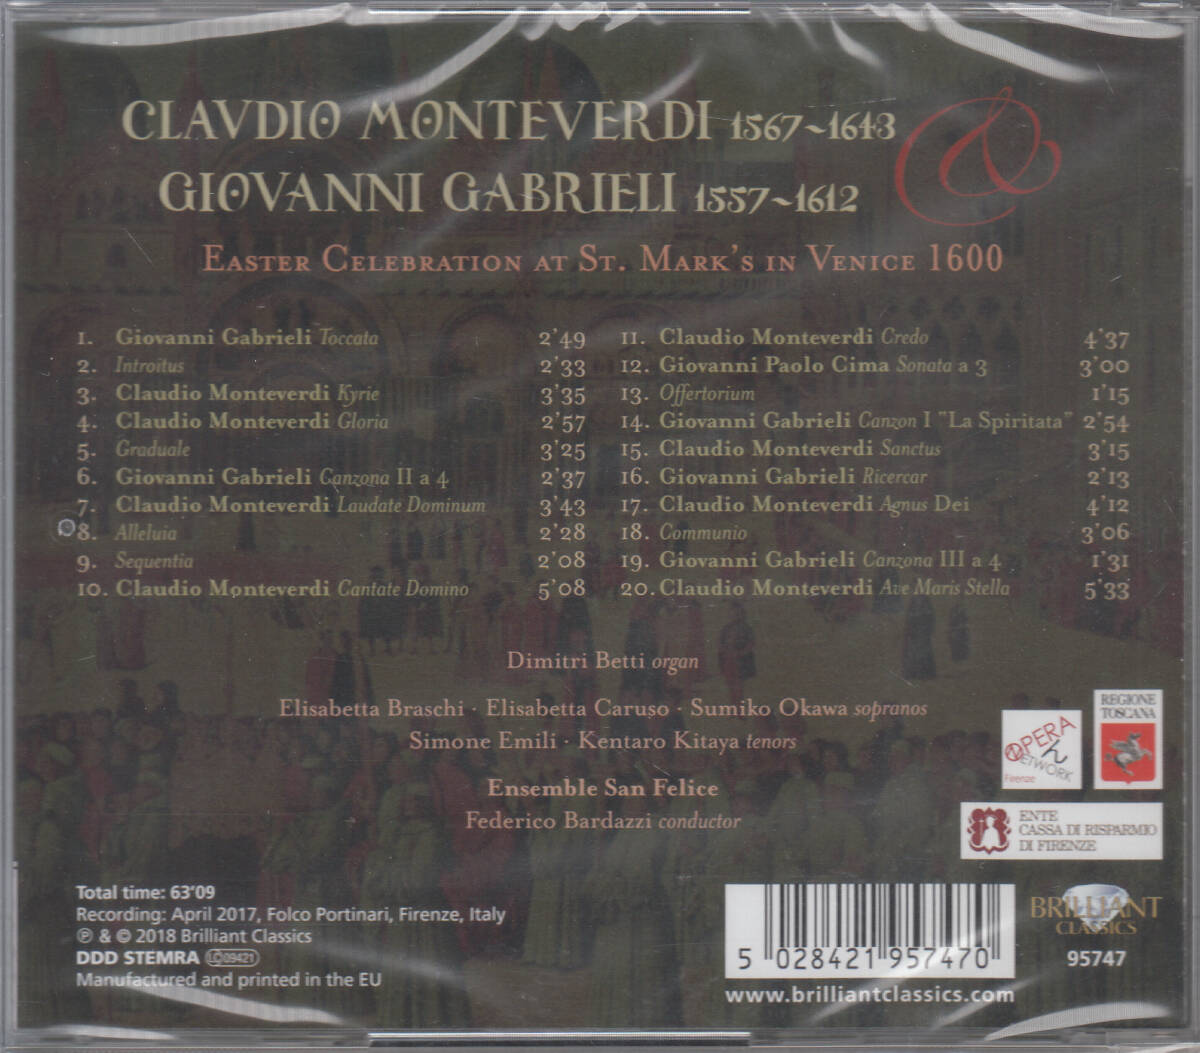 CLAVDIO MONTEVERDI 1567~1643
&
GIOVANNI GABRIELI 1557~1612
EASTER CELEBRATION AT ST. MARK'S IN VENICE 1600
1. Giovanni Gabrieli Toccata 2'49
2. Introitus 2'33
3. Claudio Monteverdi Kyrie 3'35
4. Claudio Monteverdi Gloria 2'57
5. Graduale 3'25
6. Giovanni Gabrieli Canzona II a 4 2'37
7. Claudio Monteverdi Laudate Dominum 3'43
8. Alleluia 2'28
9. Sequentia 2'08
10. Claudio Monteverdi Cantate Domino 5'08
11. Claudio Monteverdi Credo 4'37
12. Giovanni Paolo Cima Sonata a 3 3'00
13. Offertorium 1'15
14. Giovanni Gabrieli Canzon I "La Spiritata" 2'54
15. Claudio Monteverdi Sanctus 3'15
16. Giovanni Gabrieli Ricercar 2'13
17. Claudio Monteverdi Agnus Dei 4'12
18. Communio 3'06
19. Giovanni Gabrieli Canzona III a 4 1'31
20. Claudio Monteverdi Ave Maris Stella 5'33
Dimitri Betti organ
Elisabetta Braschi · Elisabetta Caruso · Sumiko Okawa sopranos
Simone Emili · Kentaro Kitaya tenors
Ensemble San Felice
Federico Bardazzi conductor
OPERA
NETWORK
Firenze
REGIONE
TOSCANA
ENTE
CASSA DI RISPARMIO
DI FIRENZE
Total time: 63'09
Recording: April 2017, Folco Portinari, Firenze, Italy
℗ & © 2018 Brilliant Classics
DDD STEMRA LC09421
Manufactured and printed in the EU
5 028421 957470
www.brilliantclassics.com
BRILLIANT
CLASSICS
95747